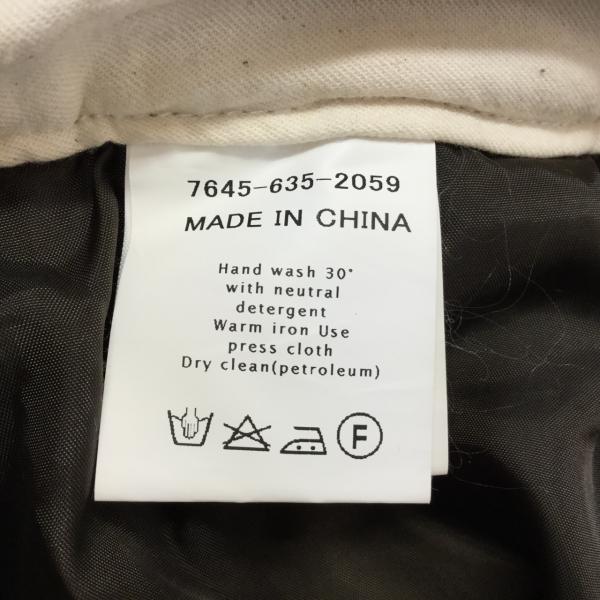 7645-635-2059
MADE IN CHINA
Hand wash 30°
with neutral
detergent
Warm iron Use
press cloth
Dry clean(petroleum)
F